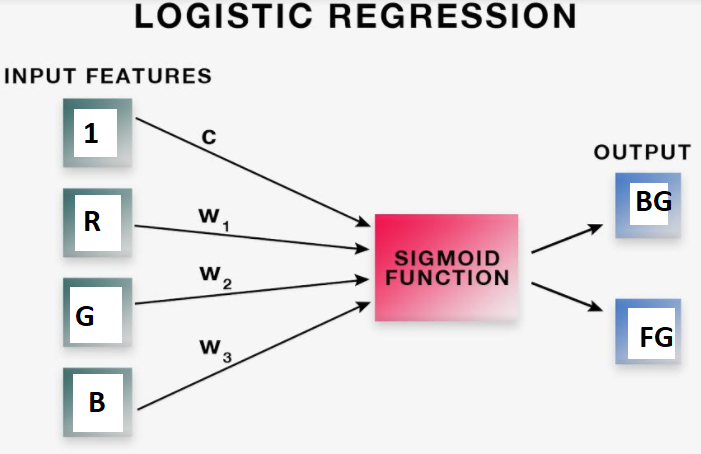 LOGISTIC REGRESSION
INPUT FEATURES
1
R
G
B
c
w1
w2
w3
SIGMOID
FUNCTION
OUTPUT
BG
FG